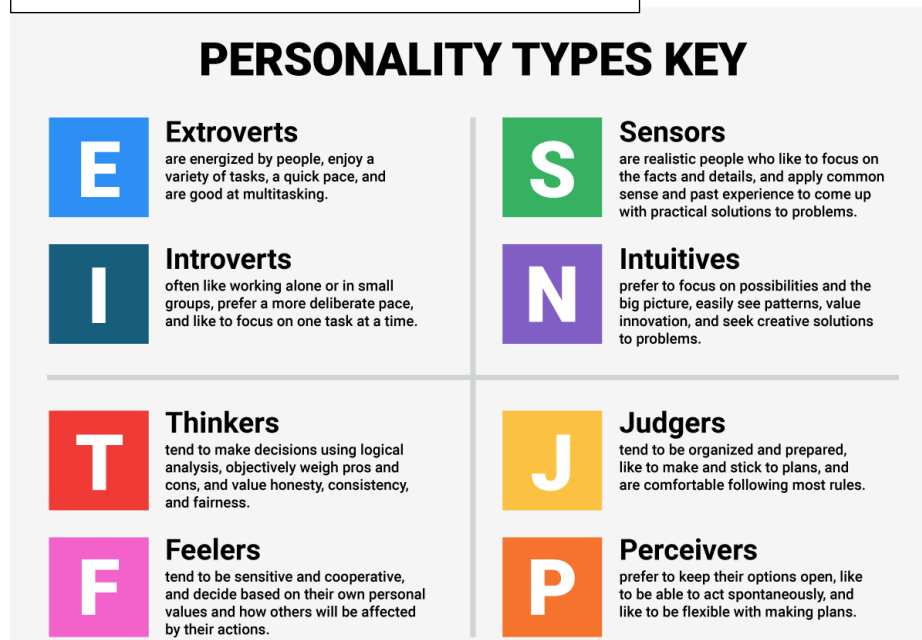 PERSONALITY TYPES KEY
E
Extroverts
are energized by people, enjoy a
variety of tasks, a quick pace, and
are good at multitasking.
I
Introverts
often like working alone or in small
groups, prefer a more deliberate pace,
and like to focus on one task at a time.
S
Sensors
are realistic people who like to focus on
the facts and details, and apply common
sense and past experience to come up
with practical solutions to problems.
N
Intuitives
prefer to focus on possibilities and the
big picture, easily see patterns, value
innovation, and seek creative solutions
to problems.
T
Thinkers
tend to make decisions using logical
analysis, objectively weigh pros and
cons, and value honesty, consistency,
and fairness.
F
Feelers
tend to be sensitive and cooperative,
and decide based on their own personal
values and how others will be affected
by their actions.
J
Judgers
tend to be organized and prepared,
like to make and stick to plans, and
are comfortable following most rules.
P
Perceivers
prefer to keep their options open, like
to be able to act spontaneously, and
like to be flexible with making plans.